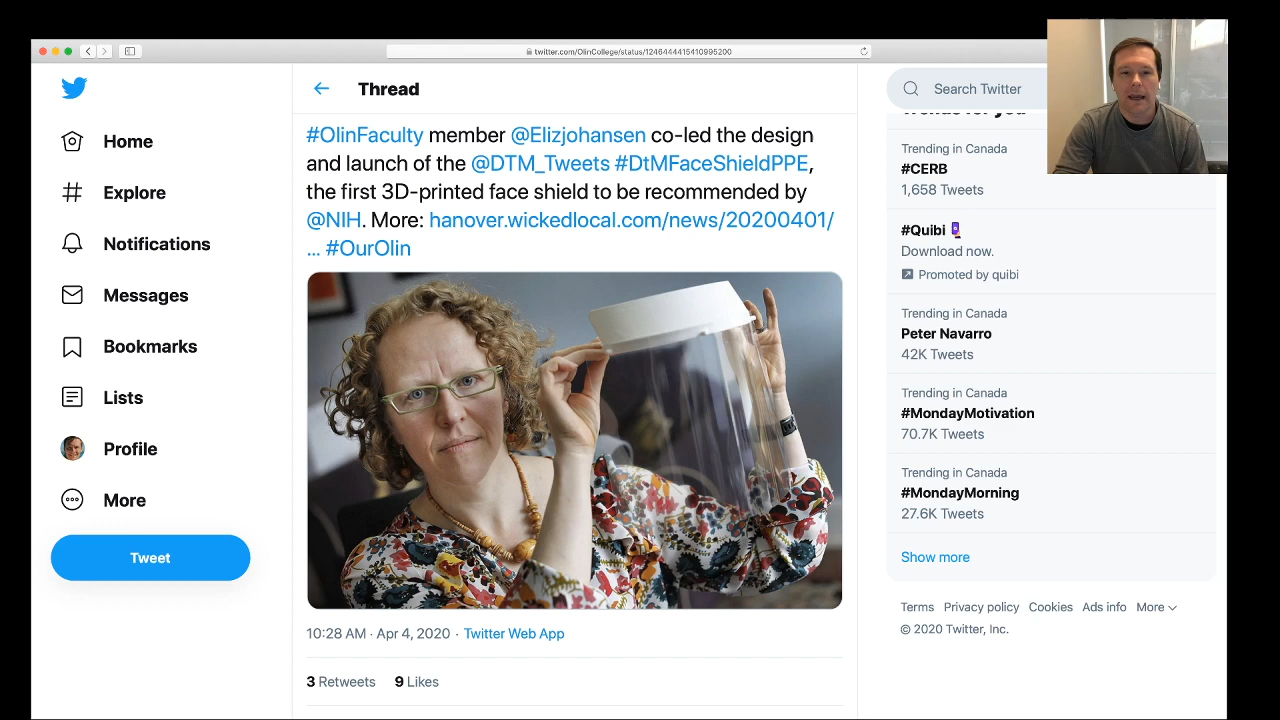 twitter.com/OlinCollege/status/1246444415410995200
Home
Explore
Notifications
Messages
Bookmarks
Lists
Profile
More
Tweet
Thread
#OlinFaculty member @Elizjohansen co-led the design
and launch of the @DTM_Tweets #DtMFaceShieldPPE,
the first 3D-printed face shield to be recommended by
@NIH. More: hanover.wickedlocal.com/news/20200401/
... #OurOlin
10:28 AM · Apr 4, 2020 · Twitter Web App
3 Retweets 9 Likes
Search Twitter
Trends for you
Trending in Canada
#CERB
1,658 Tweets
#Quibi
Download now.
Promoted by quibi
Trending in Canada
Peter Navarro
42K Tweets
Trending in Canada
#MondayMotivation
70.7K Tweets
Trending in Canada
#MondayMorning
27.6K Tweets
Show more
Terms Privacy policy Cookies Ads info More
© 2020 Twitter, Inc.